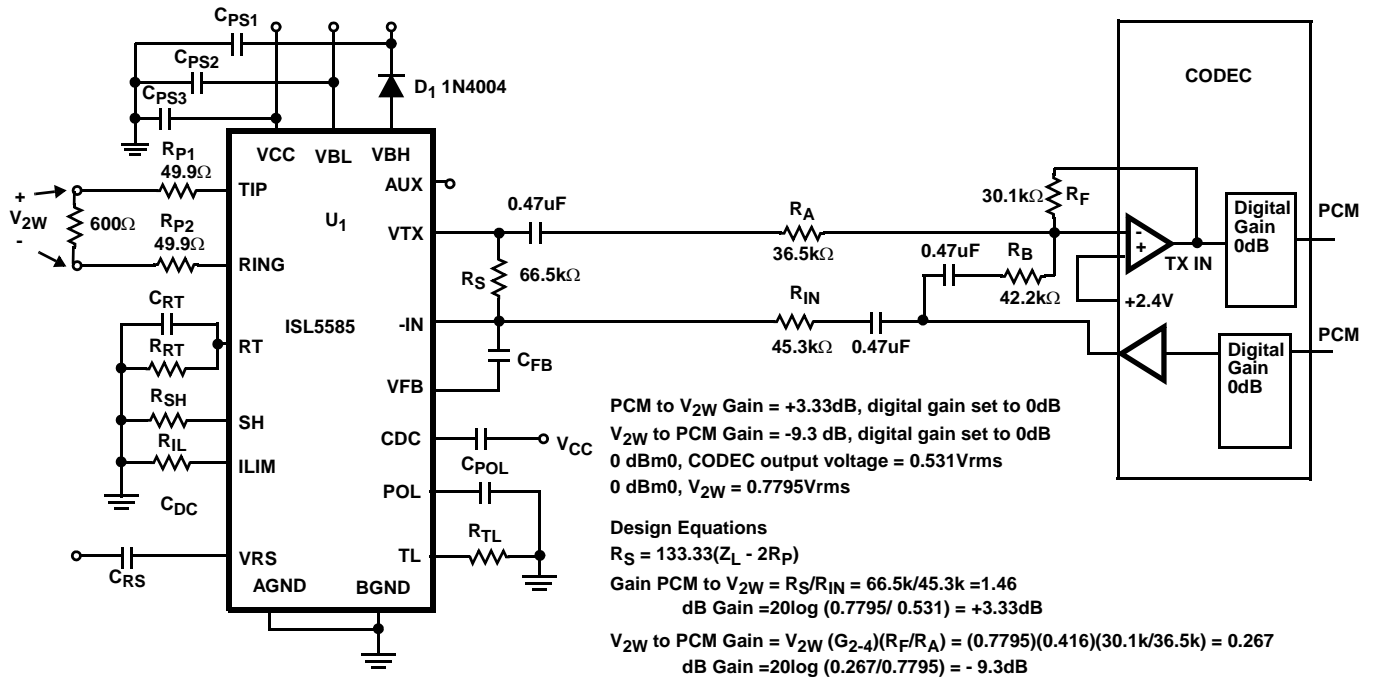 CPS1
CPS2
CPS3
D1 1N4004
CODEC
RP1
49.9Ω
VCC
VBL
VBH
+
V2W
-
600Ω
TIP
AUX
RP2
49.9Ω
RING
U1
VTX
0.47uF
RA
36.5kΩ
30.1kΩ
RF
-
+
TX IN
+2.4V
Digital
Gain
0dB
PCM
RS
66.5kΩ
0.47uF
RB
42.2kΩ
CRT
RRT
RT
ISL5585
-IN
RIN
45.3kΩ
0.47uF
PCM
Digital
Gain
0dB
CFB
VFB
RSH
SH
RIL
ILIM
CDC
CDC
VCC
CPOL
POL
RTL
TL
VRS
CRS
AGND
BGND
PCM to V2W Gain = +3.33dB, digital gain set to 0dB
V2W to PCM Gain = -9.3 dB, digital gain set to 0dB
0 dBm0, CODEC output voltage = 0.531Vrms
0 dBm0, V2W = 0.7795Vrms
Design Equations
RS = 133.33(ZL - 2RP)
Gain PCM to V2W = RS/RIN = 66.5k/45.3k =1.46
dB Gain =20log (0.7795/ 0.531) = +3.33dB
V2W to PCM Gain = V2W (G2-4)(RF/RA) = (0.7795)(0.416)(30.1k/36.5k) = 0.267
dB Gain =20log (0.267/0.7795) = - 9.3dB